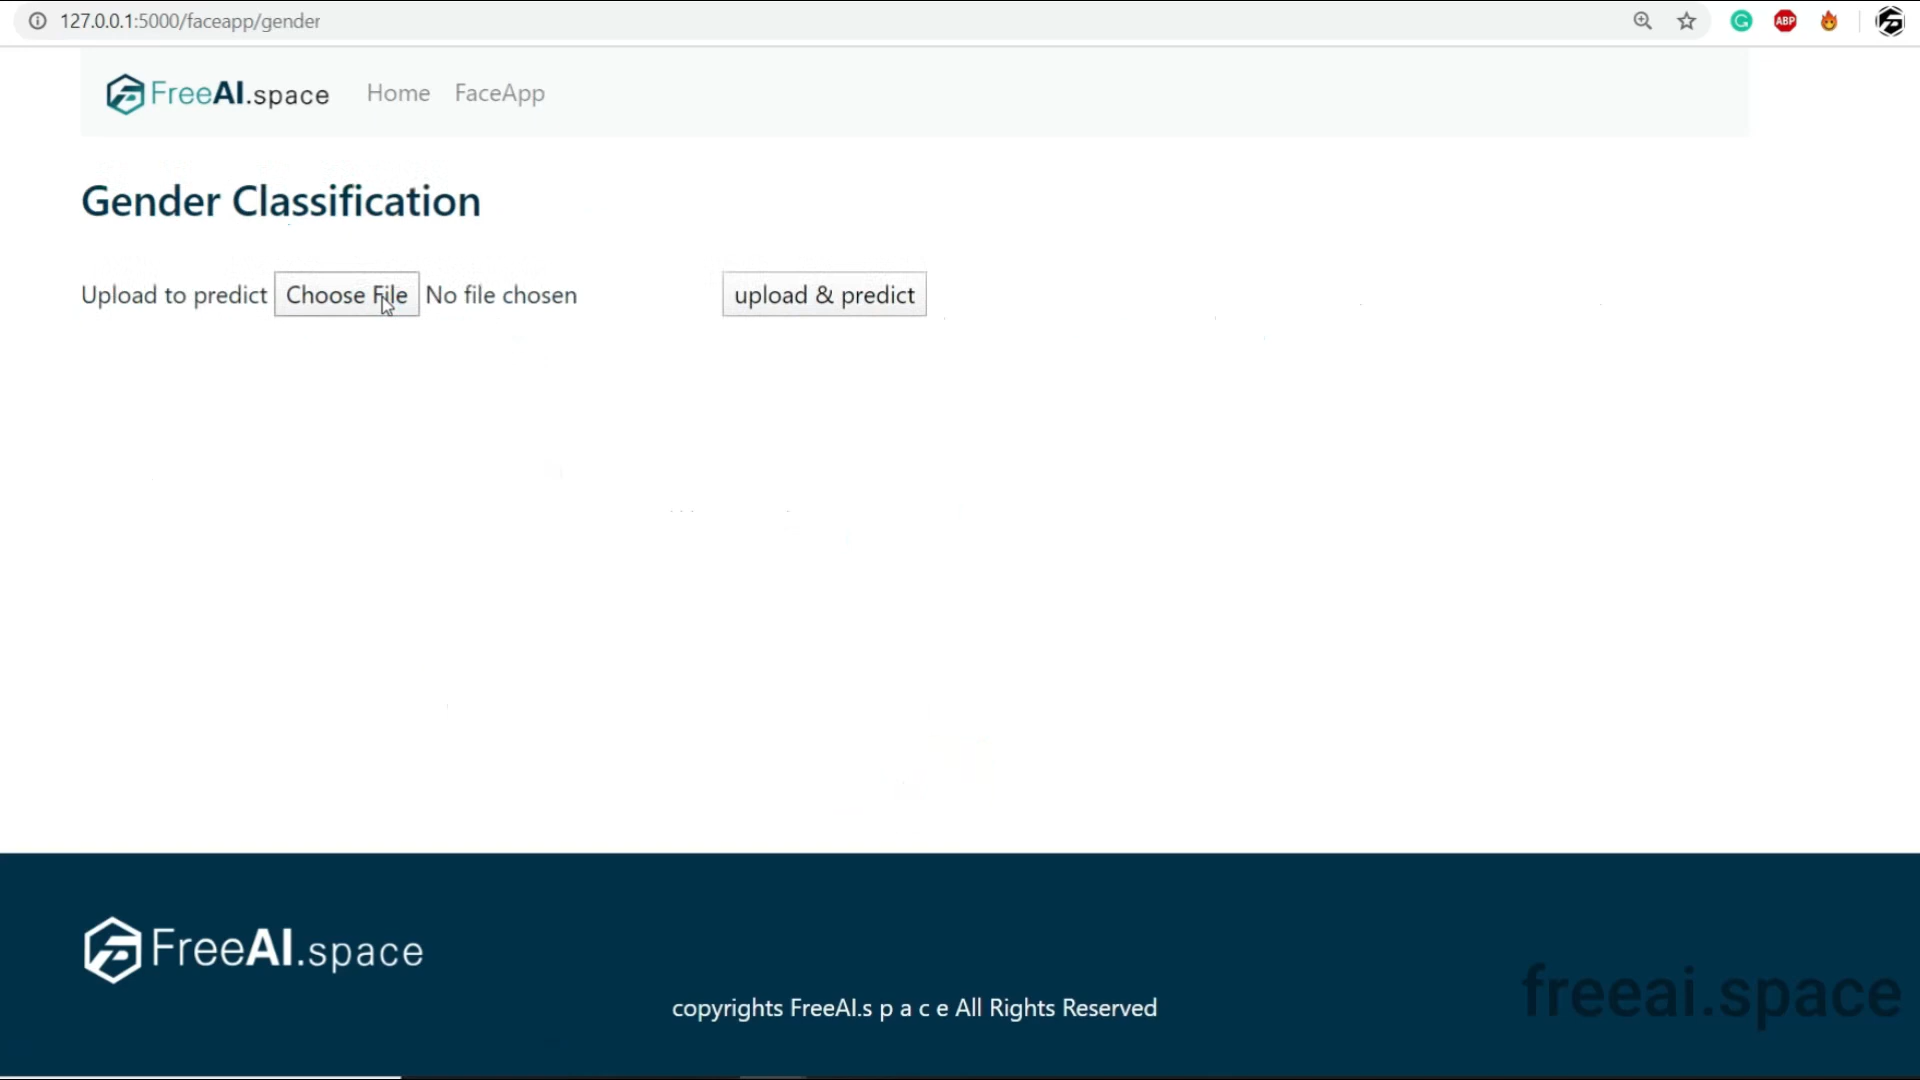 127.0.0.1:5000/faceapp/gender
ABP
FreeAI.space Home FaceApp
Gender Classification
Upload to predict Choose File No file chosen upload & predict
FreeAI.space
freeai.space
copyrights FreeAI.s p a c e All Rights Reserved